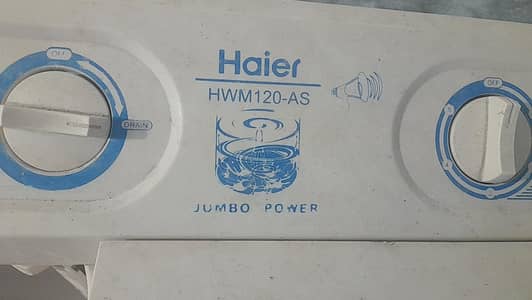 Haier
HWM120-AS
OFF
DRAIN
OFF
JUMBO POWER